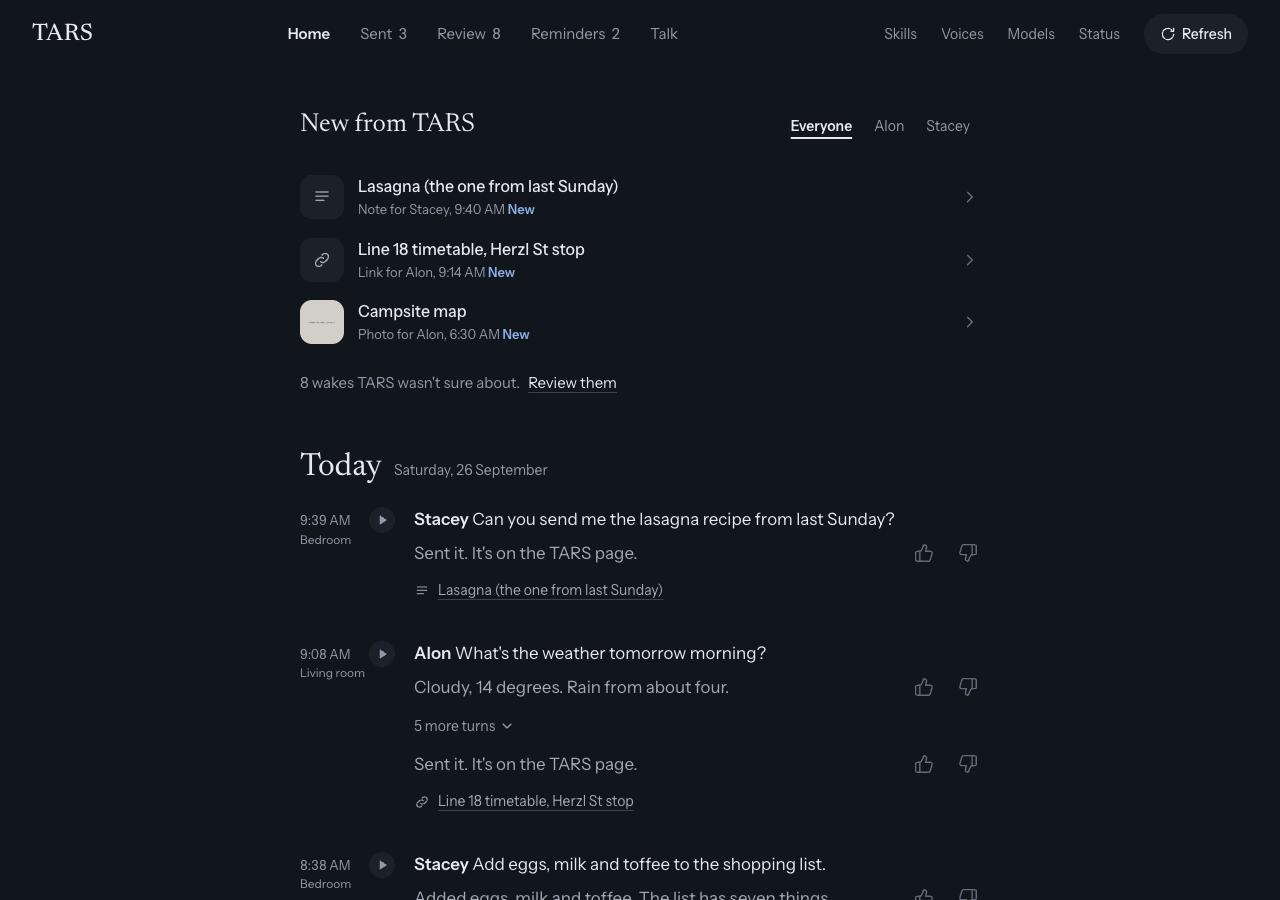 TARS
Home Sent 3 Review 8 Reminders 2 Talk
Skills Voices Models Status Refresh
New from TARS
Everyone Alon Stacey
Lasagna (the one from last Sunday)
Note for Stacey, 9:40 AM New
Line 18 timetable, Herzl St stop
Link for Alon, 9:14 AM New
Campsite map
Photo for Alon, 6:30 AM New
8 wakes TARS wasn't sure about. Review them
Today Saturday, 26 September
9:39 AM Stacey Can you send me the lasagna recipe from last Sunday?
Bedroom
Sent it. It's on the TARS page.
Lasagna (the one from last Sunday)
9:08 AM Alon What's the weather tomorrow morning?
Living room
Cloudy, 14 degrees. Rain from about four.
5 more turns
Sent it. It's on the TARS page.
Line 18 timetable, Herzl St stop
8:38 AM Stacey Add eggs, milk and toffee to the shopping list.
Bedroom
Added eggs, milk and toffee. The list has seven things.